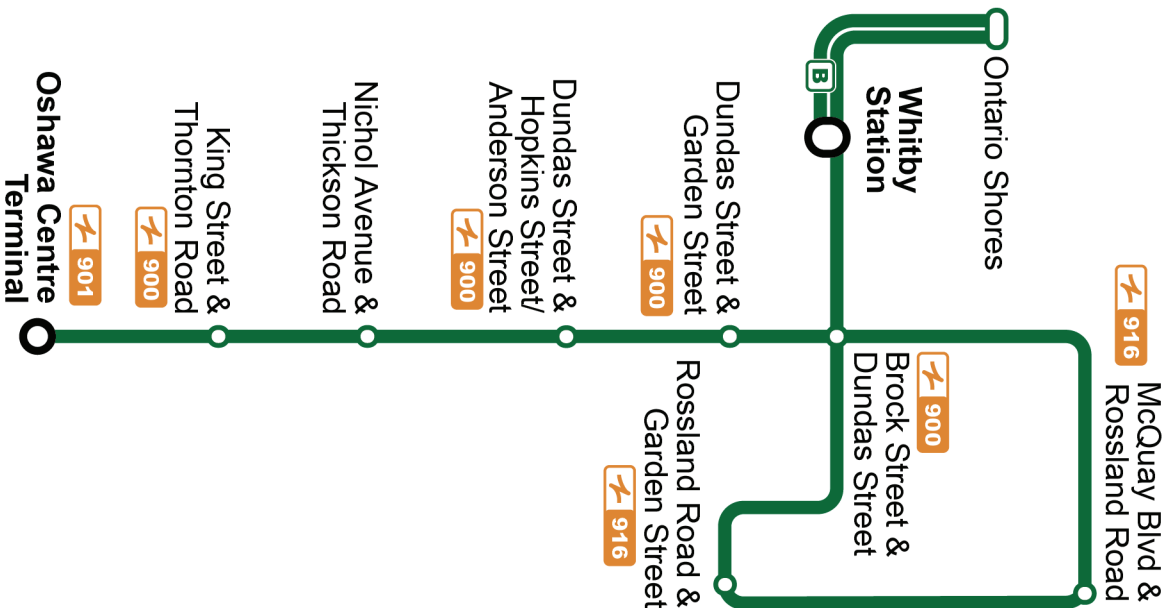 Ontario Shores
B
Whitby
Station
916
McQuay Blvd &
Rossland Road
900
Brock Street &
Dundas Street
Dundas Street &
Garden Street
900
Rossland Road &
Garden Street
916
Dundas Street &
Hopkins Street/
Anderson Street
900
Nichol Avenue &
Thickson Road
King Street &
Thornton Road
900
901
Oshawa Centre
Terminal